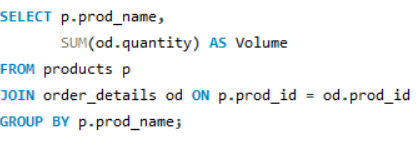 SELECT p.prod_name,
SUM(od.quantity) AS Volume
FROM products p
JOIN order_details od ON p.prod_id = od.prod_id
GROUP BY p.prod_name;